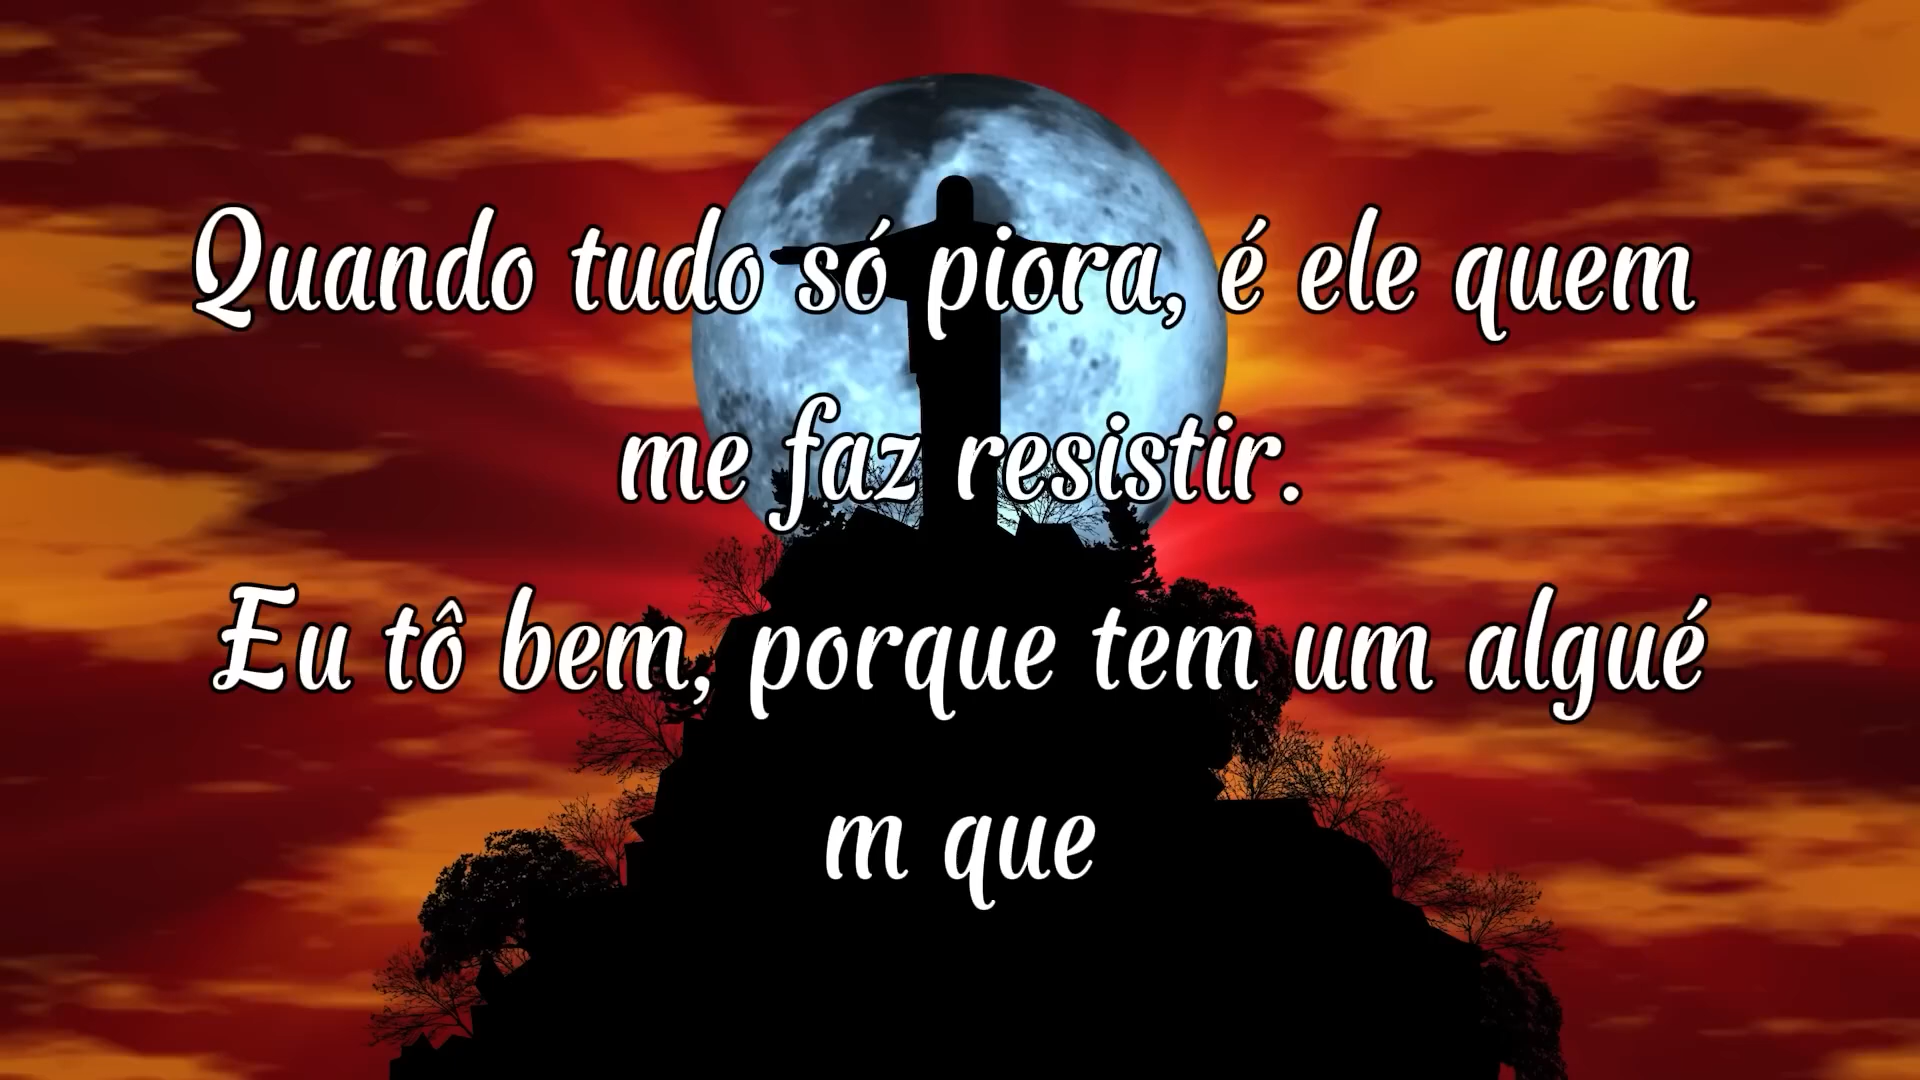 Quando tudo só piora, é ele quem
me faz resistir.
Eu tô bem, porque tem um algué
m que